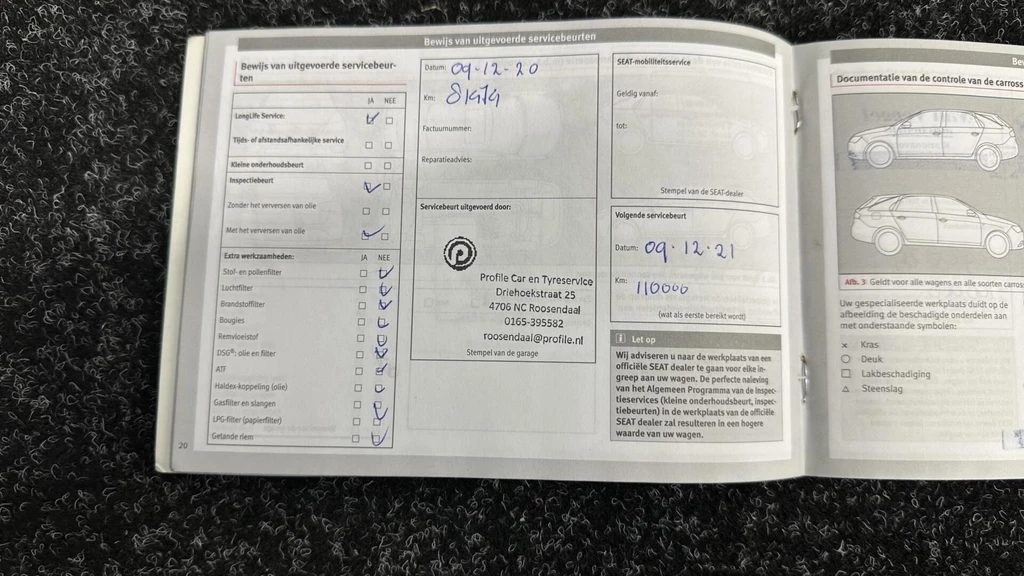 Bewijs van uitgevoerde servicebeurten
Bewijs van uitgevoerde servicebeur-
ten
JA NEE
LongLife Service:
Tijds- of afstandsafhankelijke service
Kleine onderhoudsbeurt
Inspectiebeurt
Zonder het verversen van olie
Met het verversen van olie
Extra werkzaamheden: JA NEE
Stof- en pollenfilter
Luchtfilter
Brandstoffilter
Bougies
Remvloeistof
DSG®: olie en filter
ATF
Haldex-koppeling (olie)
Gasfilter en slangen
LPG-filter (papierfilter)
Getande riem
20
Datum: 09-12-20
Km:
Factuurnummer:
Reparatieadvies:
Servicebeurt uitgevoerd door:
Profile Car en Tyreservice
Driehoekstraat 25
4706 NC Roosendaal
0165-395582
roosendaal@profile.nl
Stempel van de garage
SEAT-mobiliteitsservice
Geldig vanaf:
tot:
Stempel van de SEAT-dealer
Volgende servicebeurt
Datum: 09-12-21
Km: 110000
(wat als eerste bereikt wordt)
i Let op
Wij adviseren u naar de werkplaats van een
officiële SEAT dealer te gaan voor elke in-
greep aan uw wagen. De perfecte naleving
van het Algemeen Programma van de Inspec-
tieservices (kleine onderhoudsbeurt, inspec-
tiebeurten) in de werkplaats van de officiële
SEAT dealer zal resulteren in een hogere
waarde van uw wagen.
Documentatie van de controle van de carross
Afb. 3 Geldt voor alle wagens en alle soorten carros
Uw gespecialiseerde werkplaats duidt op de
afbeelding de beschadigde onderdelen aan
met onderstaande symbolen:
× Kras
○ Deuk
□ Lakbeschadiging
△ Steenslag